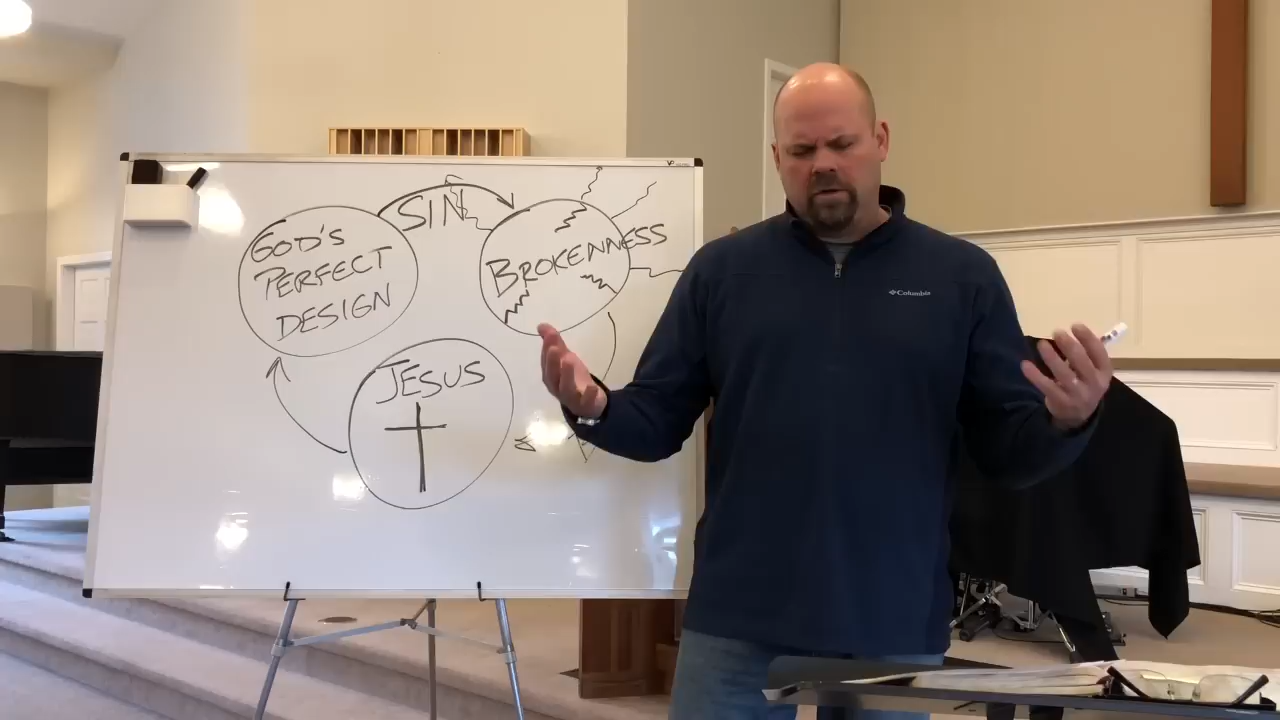 SIN
GOD'S
PERFECT
DESIGN
BROKENNESS
JESUS
Columbia